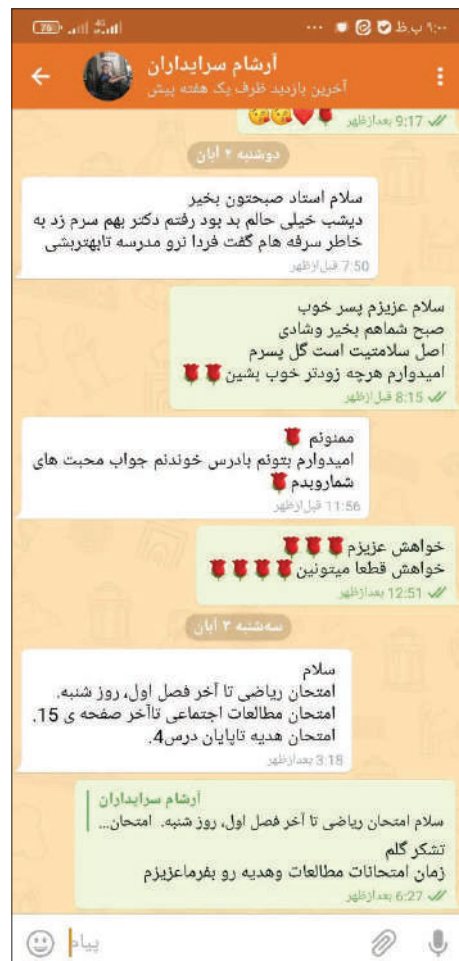 ۹:۰۰ ب.ظ
4G
76
آرشام سرایداران
آخرین بازدید ظرف یک هفته پیش
9:17 بعدازظهر
دوشنبه ۲ آبان
سلام استاد صبحتون بخیر
دیشب خیلی حالم بد بود رفتم دکتر بهم سرم زد به
خاطر سرفه هام گفت فردا نرو مدرسه تابهتربشی
7:50 قبل‌ازظهر
سلام عزیزم پسر خوب
صبح شماهم بخیر وشادی
اصل سلامتیت است گل پسرم
امیدوارم هرچه زودتر خوب بشین🌹🌹
8:15 قبل‌ازظهر
ممنونم🌹
امیدوارم بتونم بادرس خوندنم جواب محبت های
شماروبدم🌹
11:56 قبل‌ازظهر
خواهش عزیزم🌹🌹🌹
خواهش قطعا میتونین🌹🌹🌹🌹
12:51 بعدازظهر
سه‌شنبه ۳ آبان
سلام
امتحان ریاضی تا آخر فصل اول، روز شنبه.
امتحان مطالعات اجتماعی تاآخر صفحه ی 15.
امتحان هدیه تاپایان درس4.
3:18 بعدازظهر
آرشام سرایداران
سلام امتحان ریاضی تا آخر فصل اول، روز شنبه. امتحان...
تشکر گلم
زمان امتحانات مطالعات وهدیه رو بفرماعزیزم
6:27 بعدازظهر
پیام